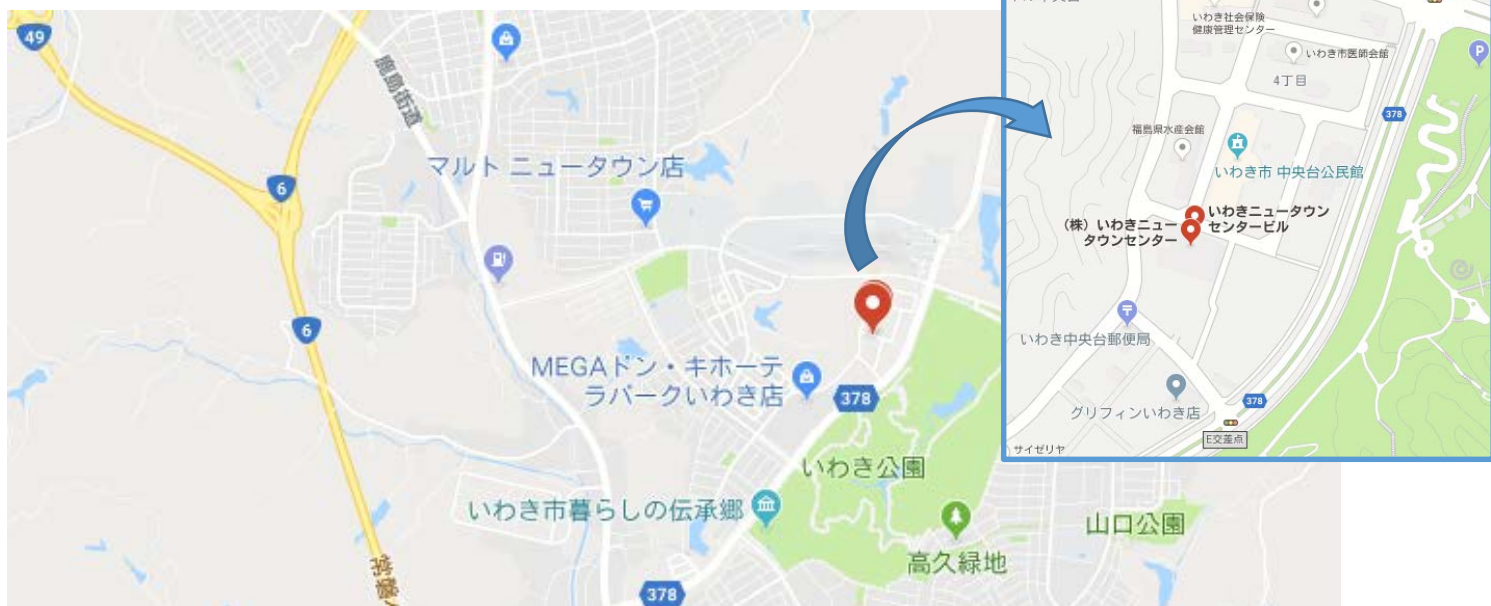 49
鹿島街道
マルト ニュータウン店
6
6
MEGAドン・キホーテ
ラパークいわき店
378
いわき公園
いわき市暮らしの伝承郷
高久緑地
山口公園
378
いわき社会保険
健康管理センター
いわき市医師会館
P
4丁目
378
福島県水産会館
いわき市 中央台公民館
(株) いわきニュー
タウンセンター
いわきニュータウン
センタービル
〒
いわき中央台郵便局
グリフィンいわき店
378
E交差点
サイゼリヤ